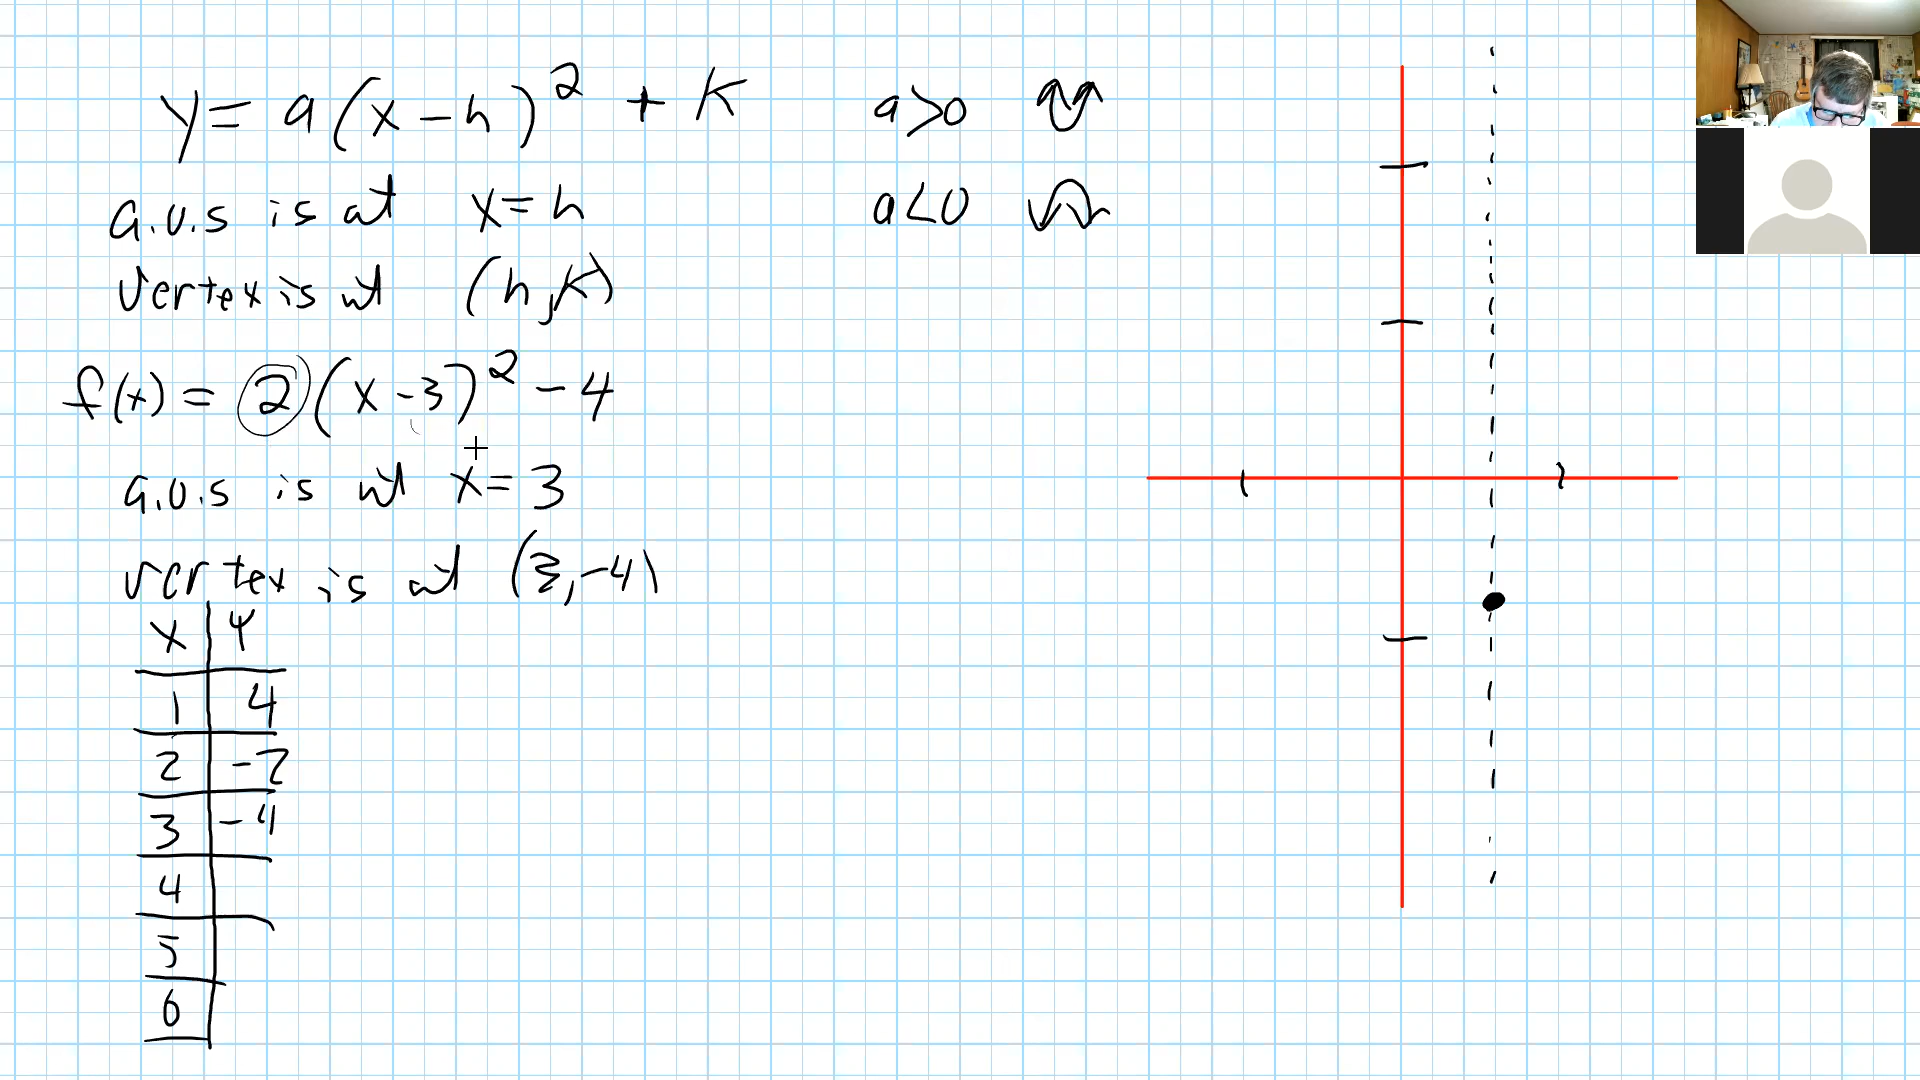 y = a(x - h)² + k
a>0
a.o.s is at x = h
a<0
vertex is at (h,k)
f(x) = 2(x - 3)² - 4
a.o.s is at x = 3
vertex is at (3,-4)
x y
1 4
2 -2
3 -4
4
5
6